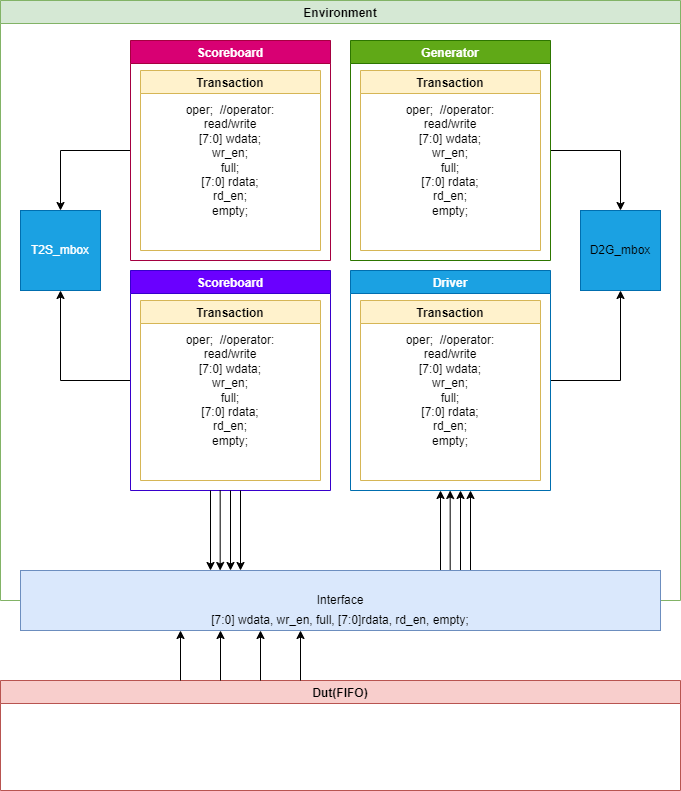 Environment
Scoreboard
Transaction
oper;  //operator:
read/write
[7:0] wdata;
wr_en;
full;
[7:0] rdata;
rd_en;
empty;
Generator
Transaction
oper;  //operator:
read/write
[7:0] wdata;
wr_en;
full;
[7:0] rdata;
rd_en;
empty;
T2S_mbox
D2G_mbox
Scoreboard
Transaction
oper;  //operator:
read/write
[7:0] wdata;
wr_en;
full;
[7:0] rdata;
rd_en;
empty;
Driver
Transaction
oper;  //operator:
read/write
[7:0] wdata;
wr_en;
full;
[7:0] rdata;
rd_en;
empty;
Interface
[7:0] wdata, wr_en, full, [7:0]rdata, rd_en, empty;
Dut(FIFO)